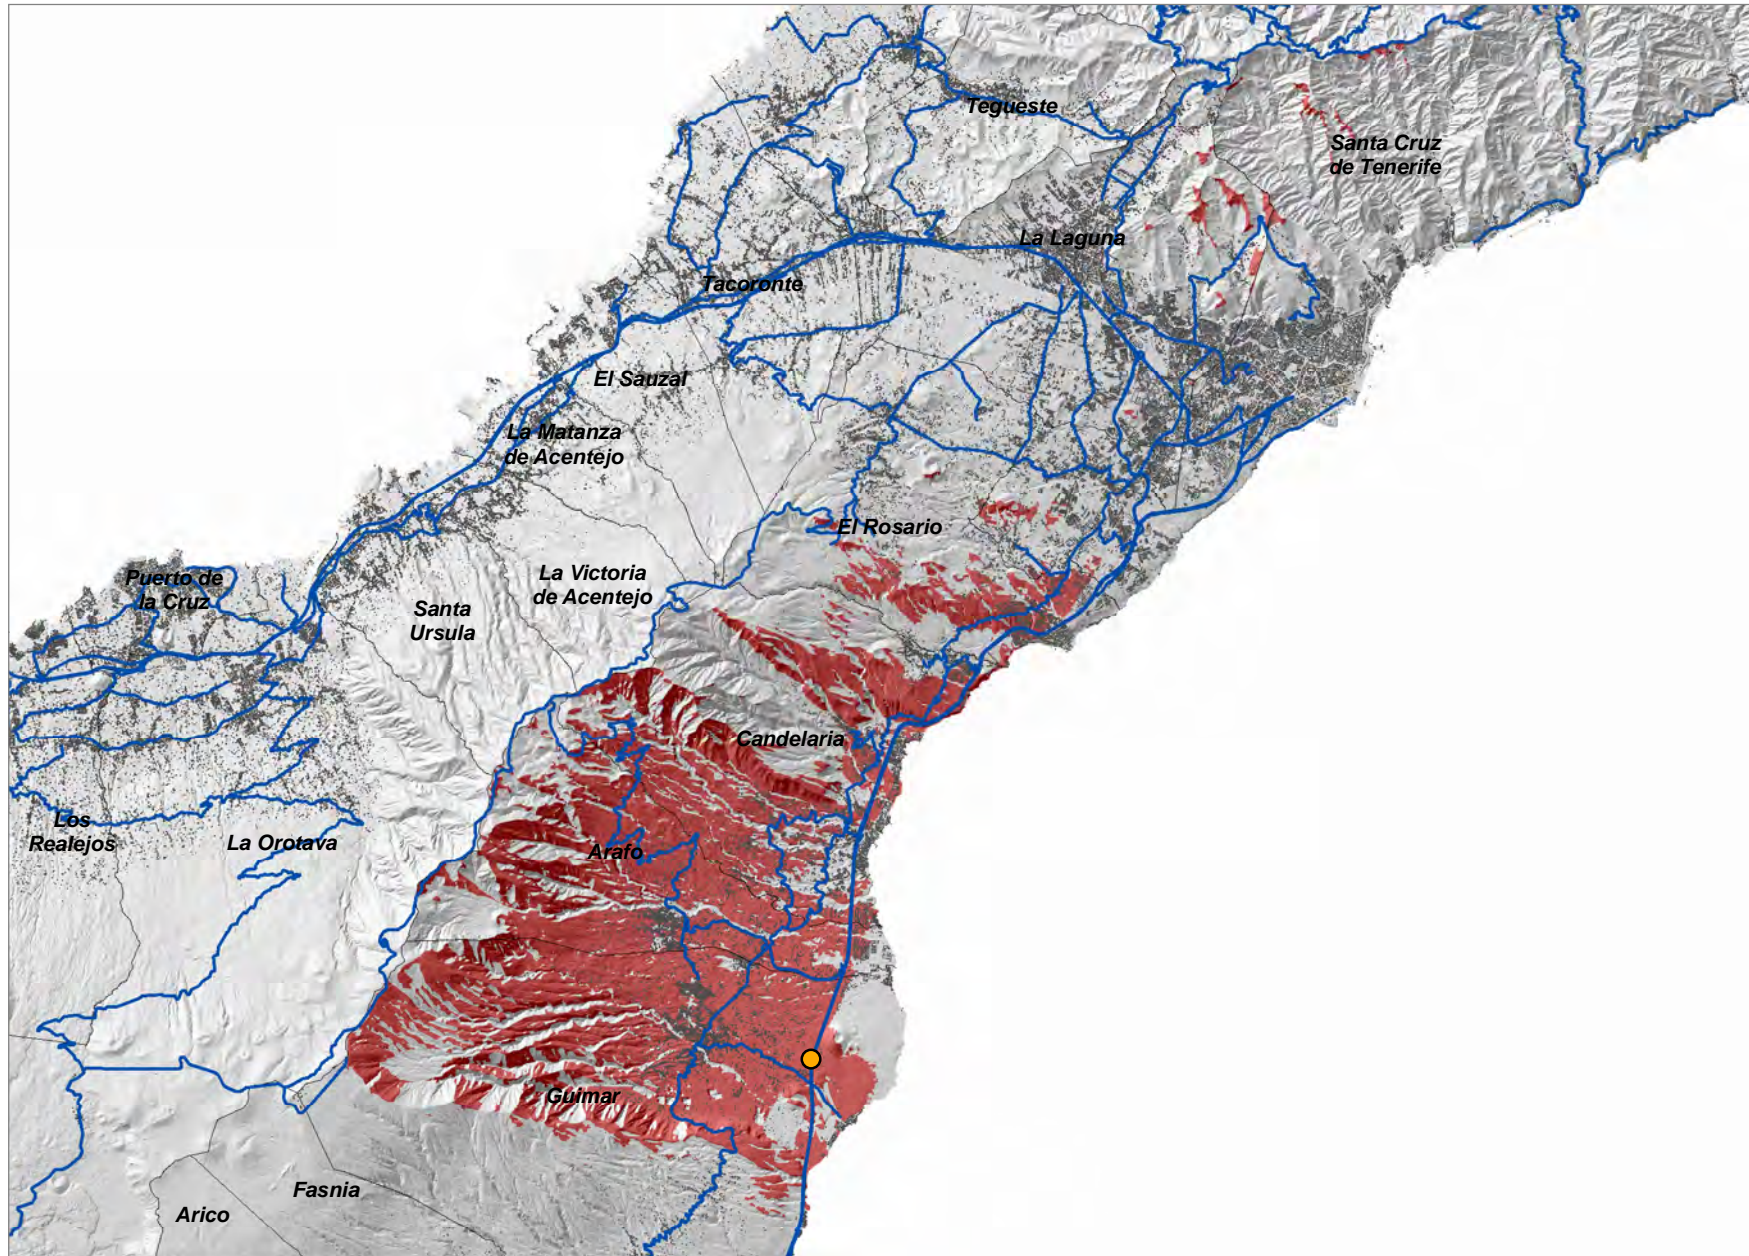 Tegueste
Santa Cruz
de Tenerife
La Laguna
Tacoronte
El Sauzal
La Matanza
de Acentejo
El Rosario
Puerto de
la Cruz
La Victoria
de Acentejo
Santa
Ursula
Candelaria
Los
Realejos
La Orotava
Arafo
Guimar
Fasnia
Arico